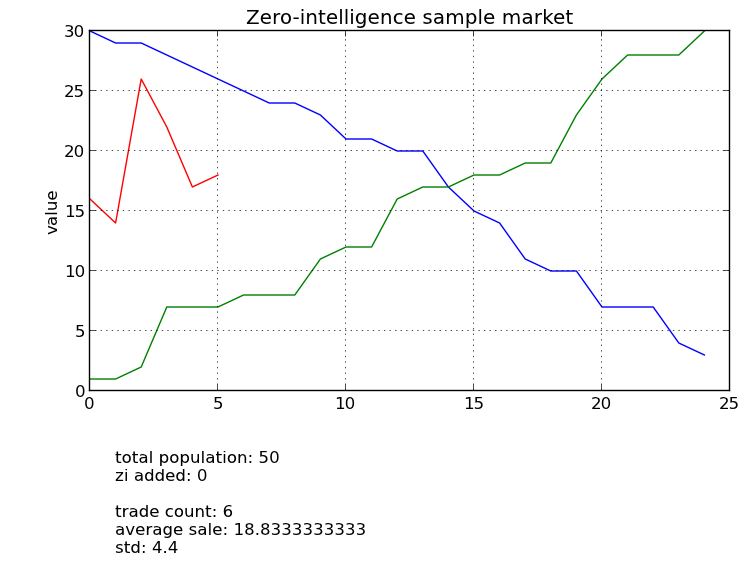 Zero-intelligence sample market
30
25
20
15
10
5
0
value
0 5 10 15 20 25
total population: 50
zi added: 0
trade count: 6
average sale: 18.8333333333
std: 4.4